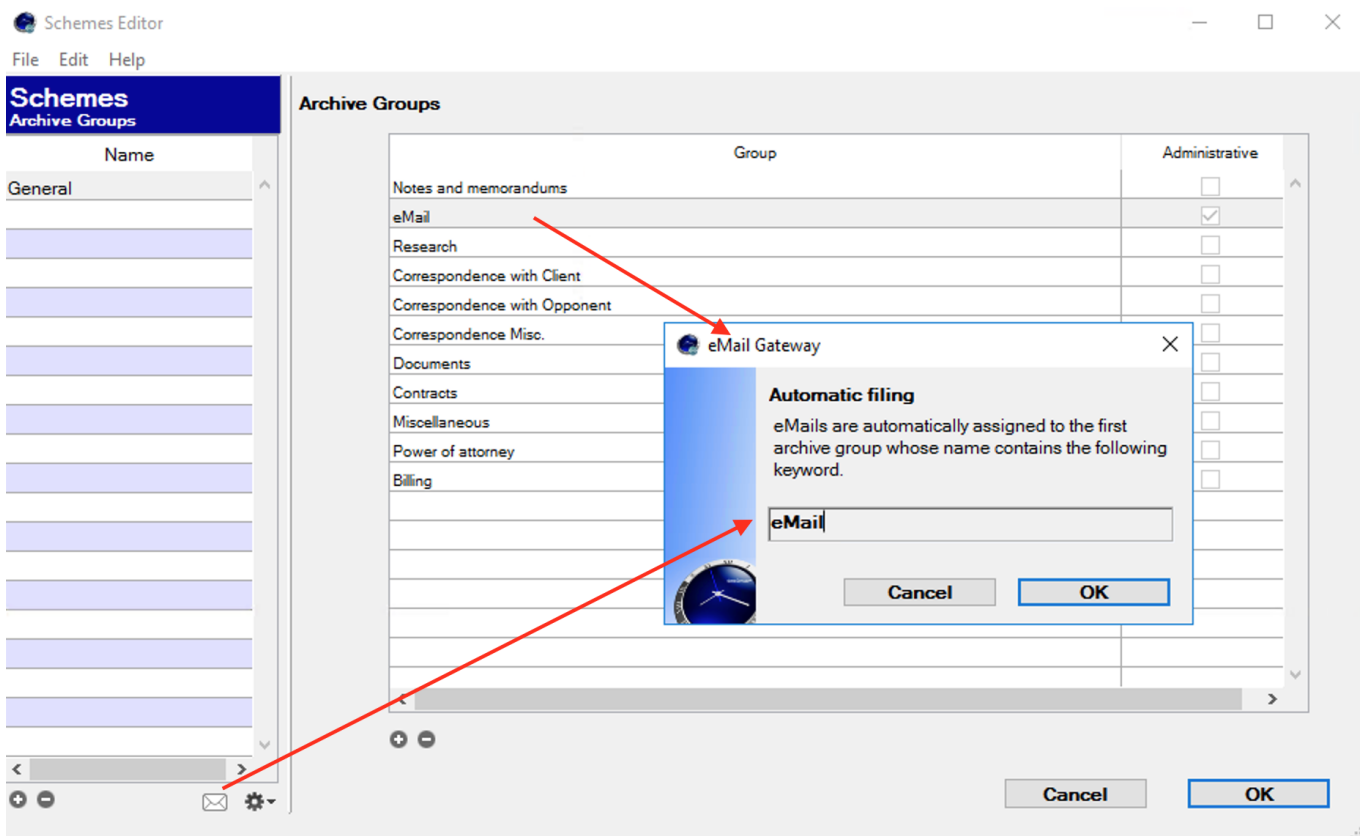 Schemes Editor
File Edit Help
Schemes
Archive Groups
Name
General
Archive Groups
Group Administrative
Notes and memorandums
eMail
Research
Correspondence with Client
Correspondence with Opponent
Correspondence Misc.
Documents
Contracts
Miscellaneous
Power of attorney
Billing
eMail Gateway
Automatic filing
eMails are automatically assigned to the first
archive group whose name contains the following
keyword.
eMail
Cancel OK
Cancel OK